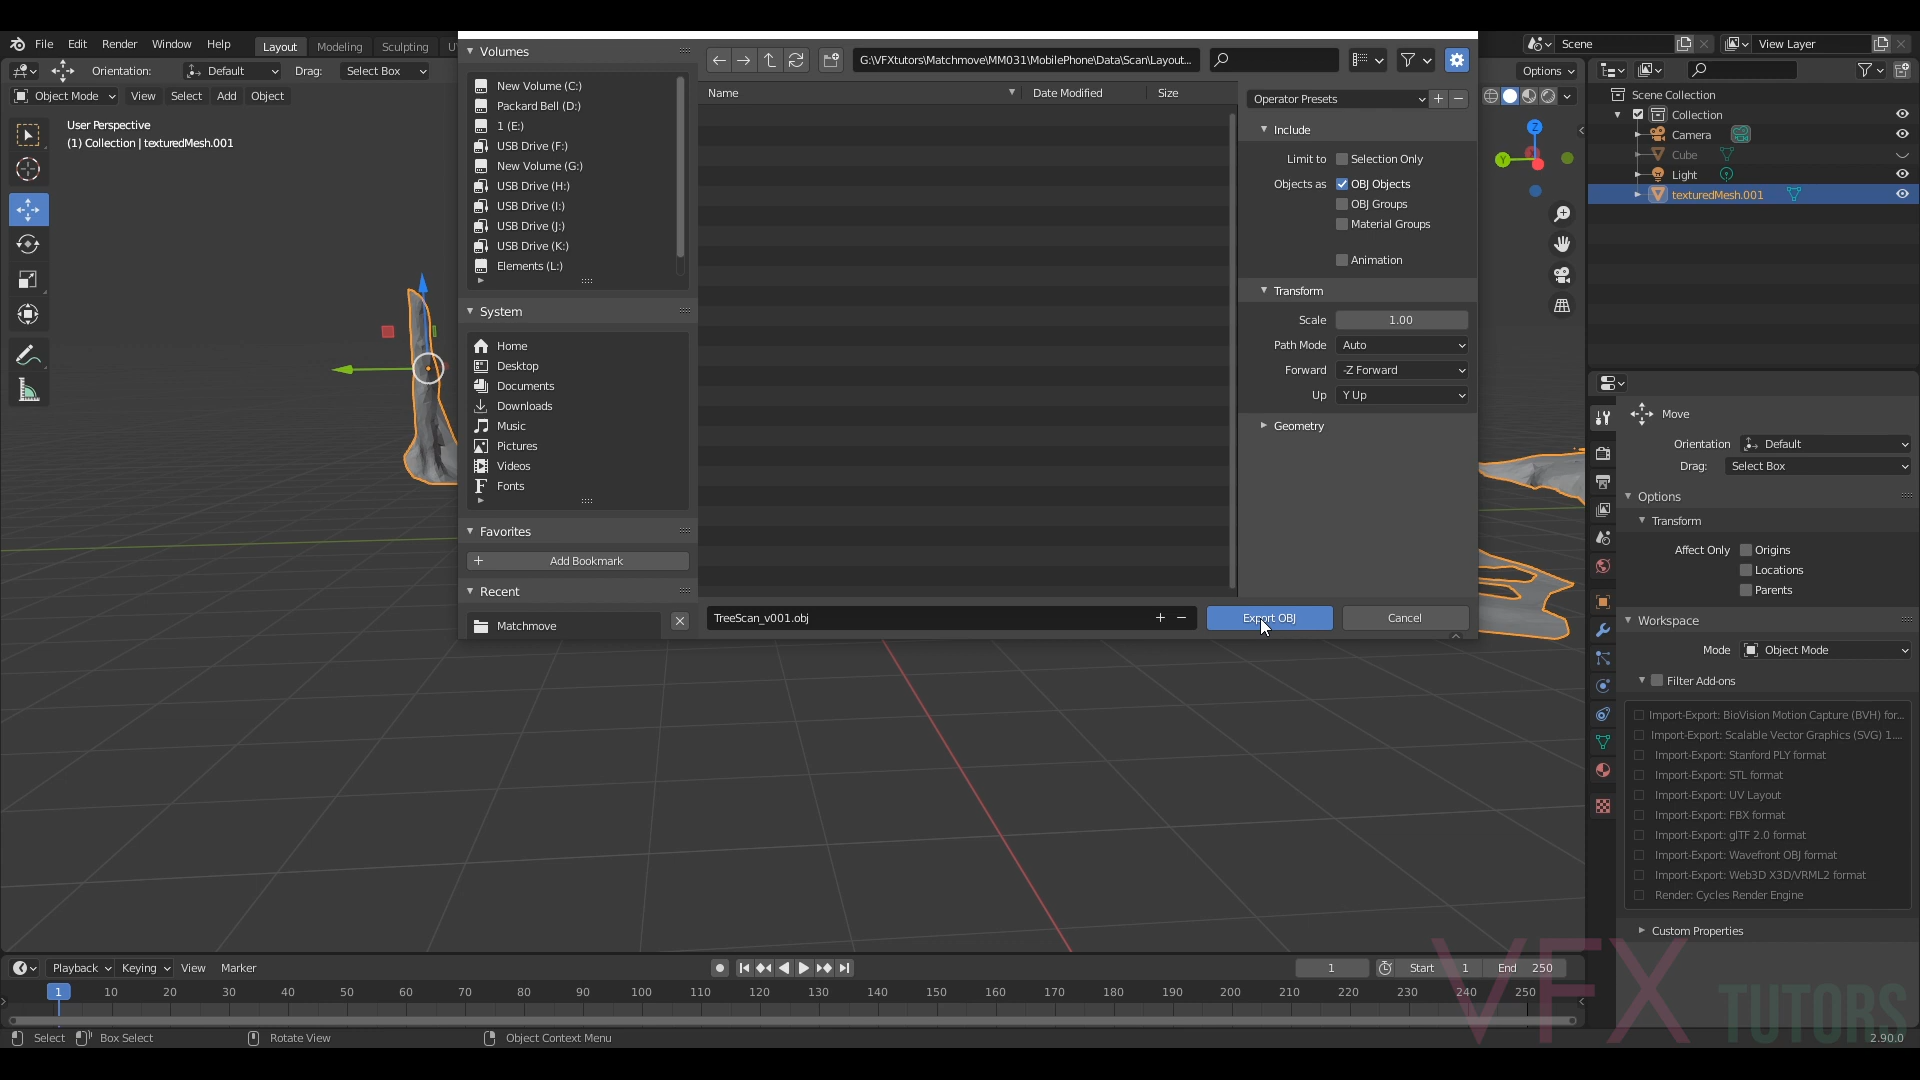 File Edit Render Window Help Layout Modeling Sculpting U
Scene View Layer
Orientation: Default Drag: Select Box
Options
Object Mode View Select Add Object
User Perspective
(1) Collection | texturedMesh.001
Volumes
New Volume (C:)
Packard Bell (D:)
1 (E:)
USB Drive (F:)
New Volume (G:)
USB Drive (H:)
USB Drive (I:)
USB Drive (J:)
USB Drive (K:)
Elements (L:)
System
Home
Desktop
Documents
Downloads
Music
Pictures
Videos
Fonts
Favorites
Add Bookmark
Recent
Matchmove
G:\VFXtutors\Matchmove\MM031\MobilePhone\Data\Scan\Layout...
Name Date Modified Size
TreeScan_v001.obj
Export OBJ
Cancel
Operator Presets
Include
Limit to Selection Only
Objects as OBJ Objects
OBJ Groups
Material Groups
Animation
Transform
Scale 1.00
Path Mode Auto
Forward -Z Forward
Up Y Up
Geometry
Z
Y
Scene Collection
Collection
Camera
Cube
Light
texturedMesh.001
Move
Orientation Default
Drag: Select Box
Options
Transform
Affect Only Origins
Locations
Parents
Workspace
Mode Object Mode
Filter Add-ons
Import-Export: BioVision Motion Capture (BVH) for...
Import-Export: Scalable Vector Graphics (SVG) 1....
Import-Export: Stanford PLY format
Import-Export: STL format
Import-Export: UV Layout
Import-Export: FBX format
Import-Export: glTF 2.0 format
Import-Export: Wavefront OBJ format
Import-Export: Web3D X3D/VRML2 format
Render: Cycles Render Engine
Custom Properties
Playback Keying View Marker
1 Start 1 End 250
1 10 20 30 40 50 60 70 80 90 100 110 120 130 140 150 160 170 180 190 200 210 220 230 240 250
Select Box Select Rotate View Object Context Menu
2.90.0
VFX TUTORS